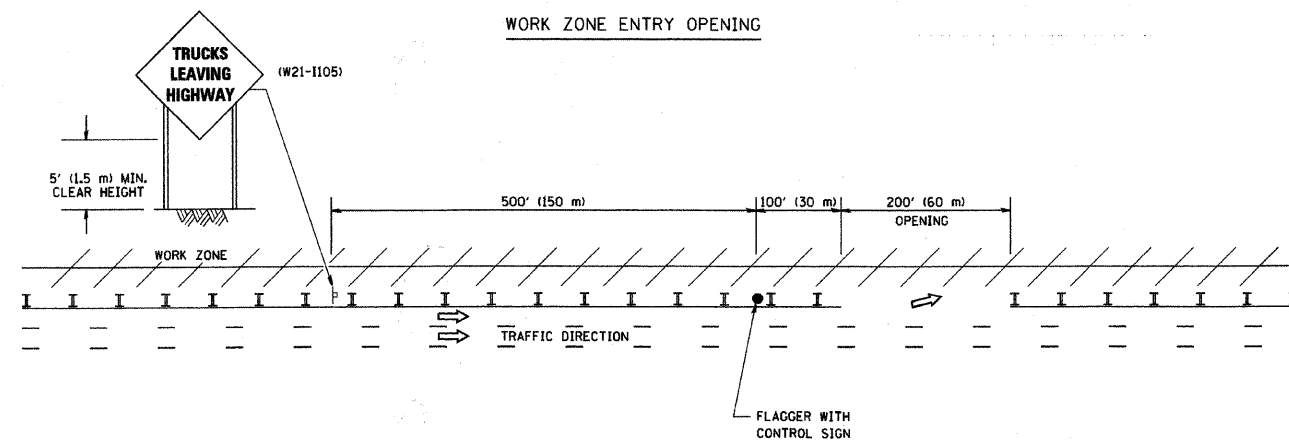 WORK ZONE ENTRY OPENING
TRUCKS
LEAVING
HIGHWAY
(W21-I105)
5' (1.5 m) MIN.
CLEAR HEIGHT
500' (150 m)
100' (30 m)
200' (60 m)
OPENING
WORK ZONE
TRAFFIC DIRECTION
FLAGGER WITH
CONTROL SIGN